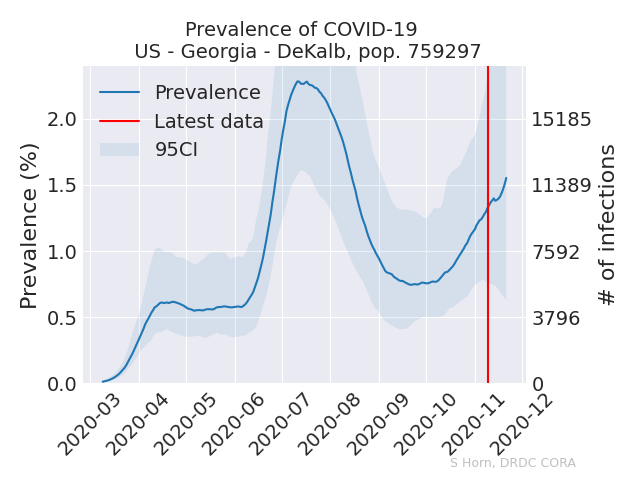 Prevalence of COVID-19
US - Georgia - DeKalb, pop. 759297
Prevalence
Latest data
95CI
Prevalence (%)
2.0
1.5
1.0
0.5
0.0
15185
11389
7592
3796
0
# of infections
2020-03
2020-04
2020-05
2020-06
2020-07
2020-08
2020-09
2020-10
2020-11
2020-12
S Horn, DRDC CORA